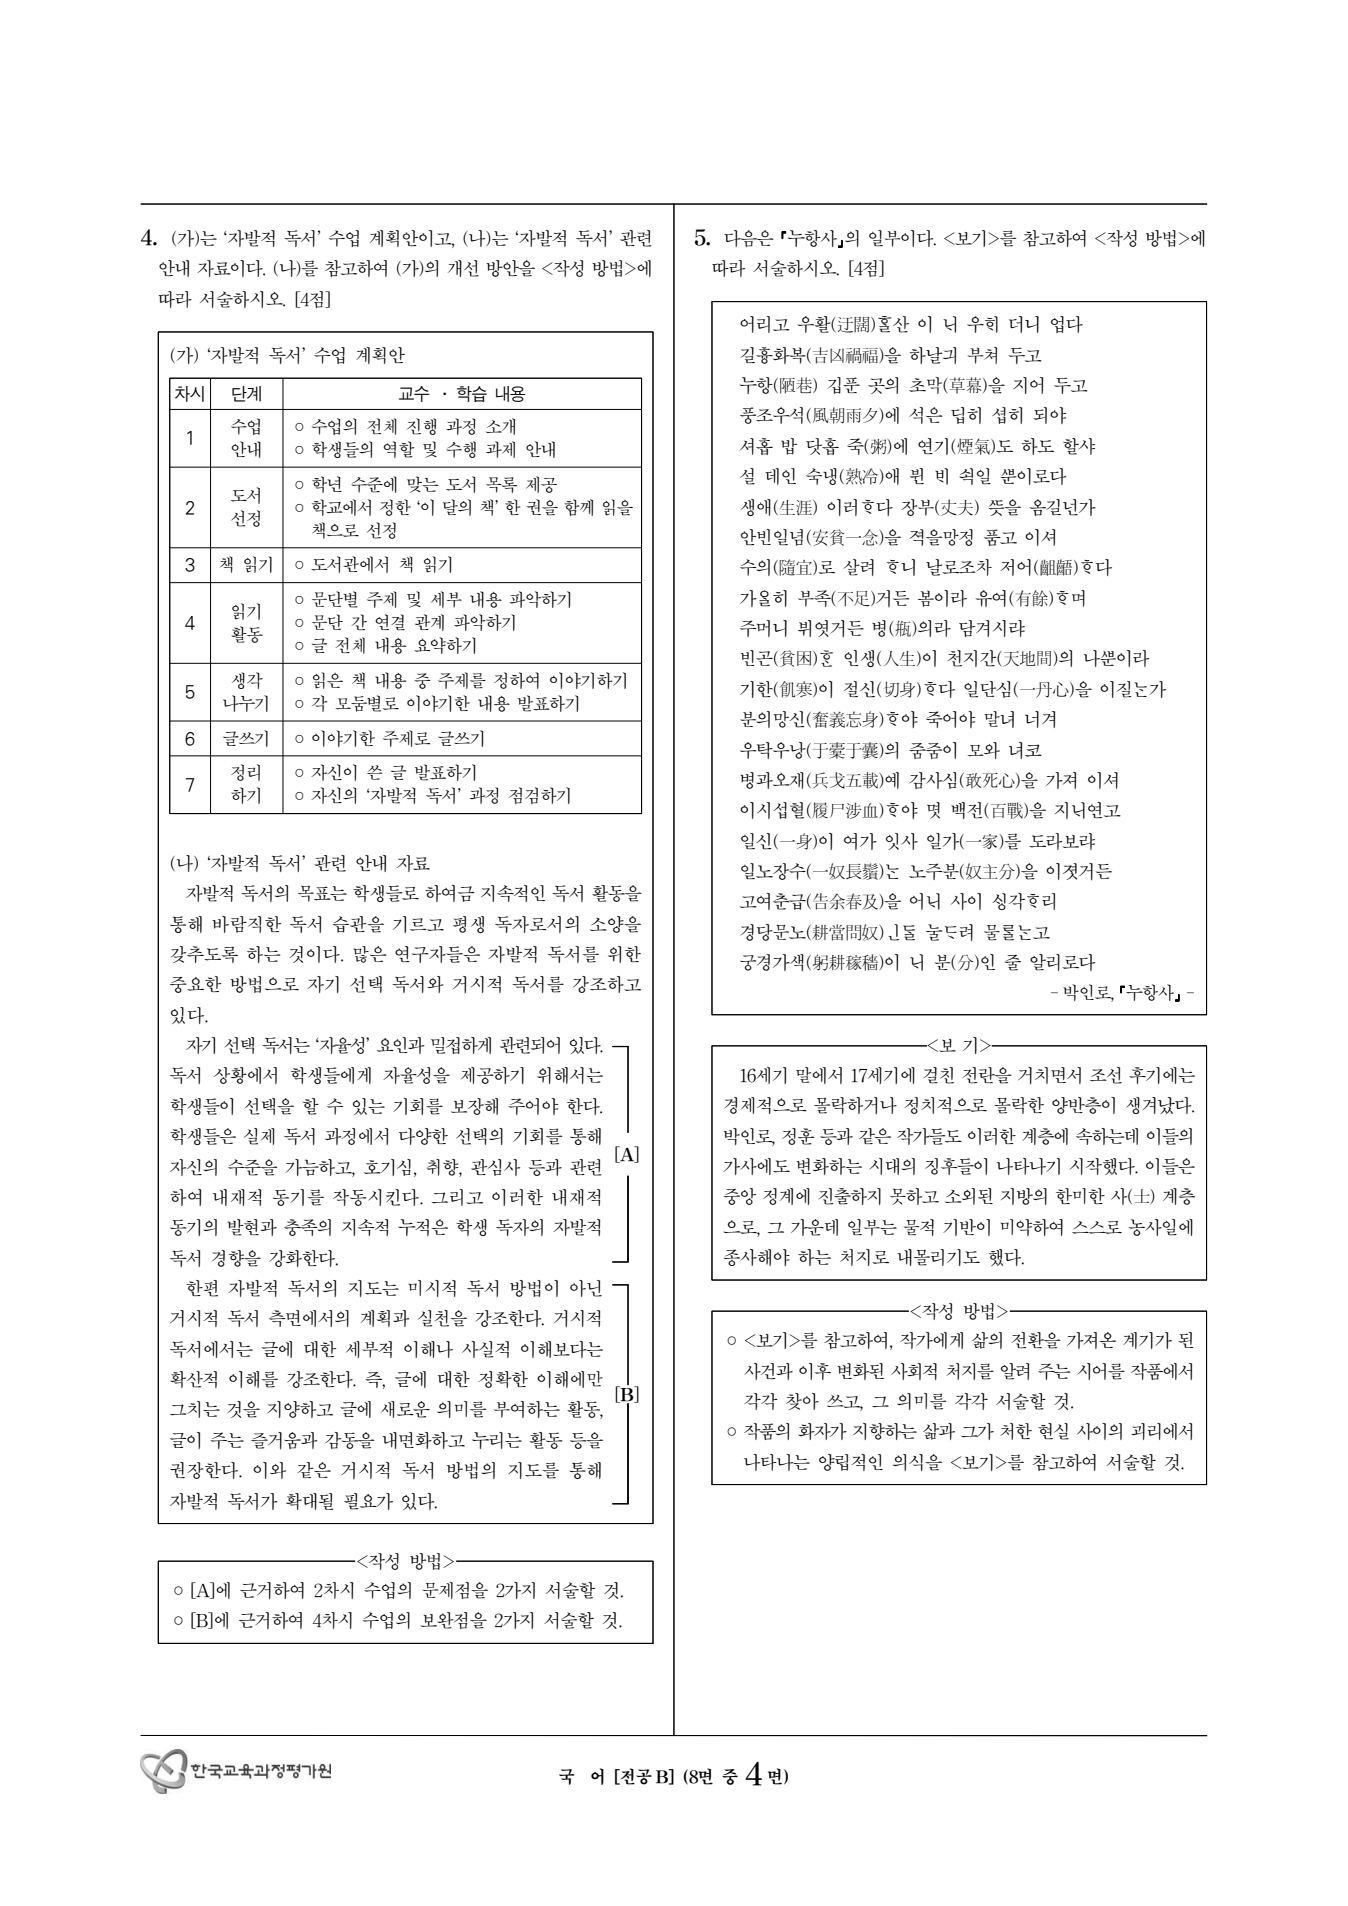 4. (가)는 ‘자발적 독서’ 수업 계획안이고, (나)는 ‘자발적 독서’ 관련
안내 자료이다. (나)를 참고하여 (가)의 개선 방안을 <작성 방법>에
따라 서술하시오. [4점]
(가) ‘자발적 독서’ 수업 계획안
차시 단계 교수 · 학습 내용
1 수업 안내
○ 수업의 전체 진행 과정 소개
○ 학생들의 역할 및 수행 과제 안내
2 도서 선정
○ 학년 수준에 맞는 도서 목록 제공
○ 학교에서 정한 ‘이 달의 책’ 한 권을 함께 읽을
책으로 선정
3 책 읽기 ○ 도서관에서 책 읽기
4 읽기 활동
○ 문단별 주제 및 세부 내용 파악하기
○ 문단 간 연결 관계 파악하기
○ 글 전체 내용 요약하기
5 생각 나누기
○ 읽은 책 내용 중 주제를 정하여 이야기하기
○ 각 모둠별로 이야기한 내용 발표하기
6 글쓰기 ○ 이야기한 주제로 글쓰기
7 정리 하기
○ 자신이 쓴 글 발표하기
○ 자신의 ‘자발적 독서’ 과정 점검하기
(나) ‘자발적 독서’ 관련 안내 자료
자발적 독서의 목표는 학생들로 하여금 지속적인 독서 활동을
통해 바람직한 독서 습관을 기르고 평생 독자로서의 소양을
갖추도록 하는 것이다. 많은 연구자들은 자발적 독서를 위한
중요한 방법으로 자기 선택 독서와 거시적 독서를 강조하고
있다.
자기 선택 독서는 ‘자율성’ 요인과 밀접하게 관련되어 있다.
독서 상황에서 학생들에게 자율성을 제공하기 위해서는
학생들이 선택을 할 수 있는 기회를 보장해 주어야 한다.
학생들은 실제 독서 과정에서 다양한 선택의 기회를 통해
자신의 수준을 가늠하고, 호기심, 취향, 관심사 등과 관련
하여 내재적 동기를 작동시킨다. 그리고 이러한 내재적
동기의 발현과 충족의 지속적 누적은 학생 독자의 자발적
독서 경향을 강화한다.
[A]
한편 자발적 독서의 지도는 미시적 독서 방법이 아닌
거시적 독서 측면에서의 계획과 실천을 강조한다. 거시적
독서에서는 글에 대한 세부적 이해나 사실적 이해보다는
확산적 이해를 강조한다. 즉, 글에 대한 정확한 이해에만
그치는 것을 지양하고 글에 새로운 의미를 부여하는 활동,
글이 주는 즐거움과 감동을 내면화하고 누리는 활동 등을
권장한다. 이와 같은 거시적 독서 방법의 지도를 통해
자발적 독서가 확대될 필요가 있다.
[B]
<작성 방법>
○ [A]에 근거하여 2차시 수업의 문제점을 2가지 서술할 것.
○ [B]에 근거하여 4차시 수업의 보완점을 2가지 서술할 것.
5. 다음은 『누항사』의 일부이다. <보기>를 참고하여 <작성 방법>에
따라 서술하시오. [4점]
어리고 우활(迂闊)ᄒᆞᆯ산 이 ᄂᆡ 우ᄒᆡ 더니 업다
길흉화복(吉凶禍福)을 하날긔 부쳐 두고
누항(陋巷) 깁푼 곳의 초막(草幕)을 지어 두고
풍조우석(風朝雨夕)에 석은 딥히 섭히 되야
셔홉 밥 닷홉 죽(粥)에 연기(煙氣)도 하도 할샤
설 데인 숙냉(熟冷)애 뷘 ᄇᆡ 쇡일 ᄲᅮᆫ이로다
생애(生涯) 이러ᄒᆞ다 장부(丈夫) ᄠᅳᆺ을 옴길넌가
안빈일념(安貧一念)을 젹을망졍 품고 이셔
수의(隨宜)로 살려 ᄒᆞ니 날로조차 저어(齟齬)ᄒᆞ다
가ᄋᆞᆯ히 부족(不足)거든 봄이라 유여(有餘)ᄒᆞ며
주머니 뷔엿거든 병(甁)의라 담겨시랴
빈곤(貧困)ᄒᆞᆫ 인생(人生)이 천지간(天地間)의 나ᄲᅮᆫ이라
기한(飢寒)이 절신(切身)ᄒᆞ다 일단심(一丹心)을 이질ᄂᆞᆫ가
분의망신(奮義忘身)ᄒᆞ야 죽어야 말녀 너겨
우탁우낭(于橐于囊)의 줌줌이 모와 녀코
병과오재(兵戈五載)예 감사심(敢死心)을 가져 이셔
이시섭혈(履尸涉血)ᄒᆞ야 몃 백전(百戰)을 지ᄂᆡ연고
일신(一身)이 여가 잇사 일가(一家)를 도라보랴
일노장수(一奴長鬚)ᄂᆞᆫ 노주분(奴主分)을 이졋거든
고여춘급(告余春及)을 어ᄂᆡ 사이 ᄉᆡᆼ각ᄒᆞ리
경당문노(耕當問奴)ᅟᅵᆫᄃᆞᆯ 눌ᄃᆞ려 물ᄅᆞᆯᄂᆞᆫ고
궁경가색(躬耕稼穡)이 ᄂᆡ 분(分)인 줄 알리로다
- 박인로, 『누항사』 -
<보 기>
16세기 말에서 17세기에 걸친 전란을 거치면서 조선 후기에는
경제적으로 몰락하거나 정치적으로 몰락한 양반층이 생겨났다.
박인로, 정훈 등과 같은 작가들도 이러한 계층에 속하는데 이들의
가사에도 변화하는 시대의 징후들이 나타나기 시작했다. 이들은
중앙 정계에 진출하지 못하고 소외된 지방의 한미한 사(士) 계층
으로, 그 가운데 일부는 물적 기반이 미약하여 스스로 농사일에
종사해야 하는 처지로 내몰리기도 했다.
<작성 방법>
○ <보기>를 참고하여, 작가에게 삶의 전환을 가져온 계기가 된
사건과 이후 변화된 사회적 처지를 알려 주는 시어를 작품에서
각각 찾아 쓰고, 그 의미를 각각 서술할 것.
○ 작품의 화자가 지향하는 삶과 그가 처한 현실 사이의 괴리에서
나타나는 양립적인 의식을 <보기>를 참고하여 서술할 것.
한국교육과정평가원
국 어 [전공 B] (8면 중 4 면)